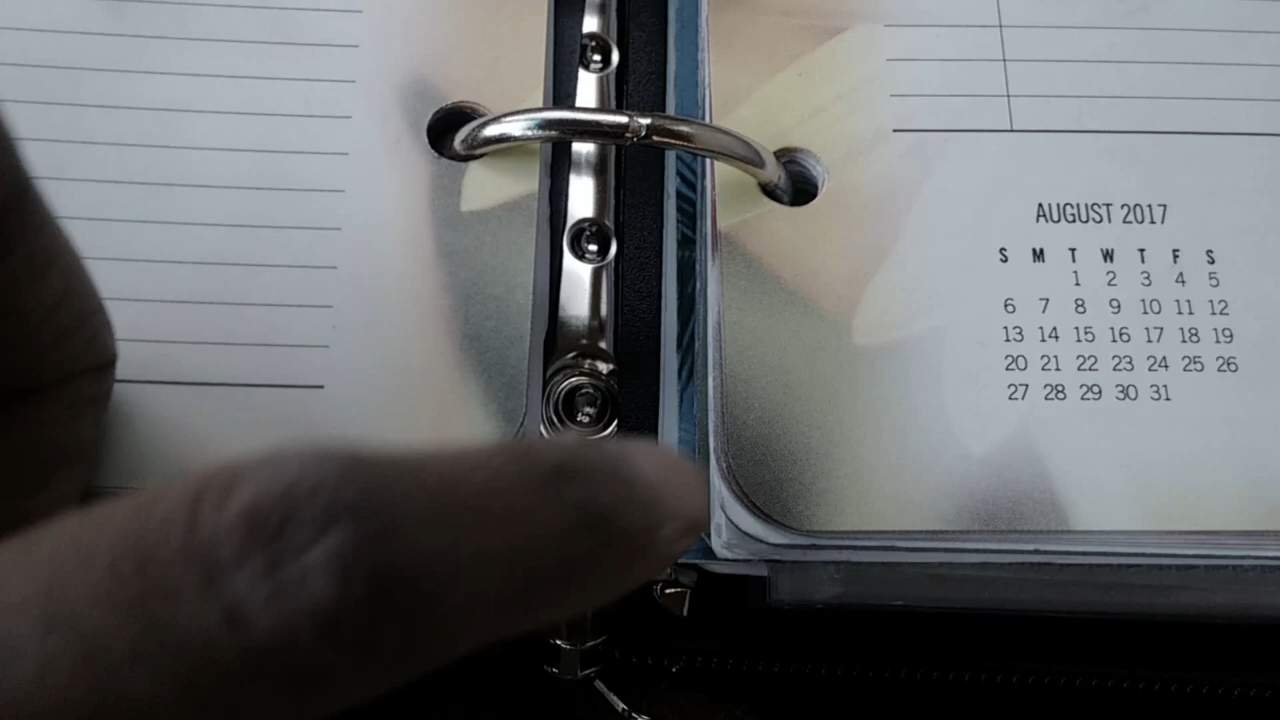 AUGUST 2017
S M T W T F S
1 2 3 4 5
6 7 8 9 10 11 12
13 14 15 16 17 18 19
20 21 22 23 24 25 26
27 28 29 30 31